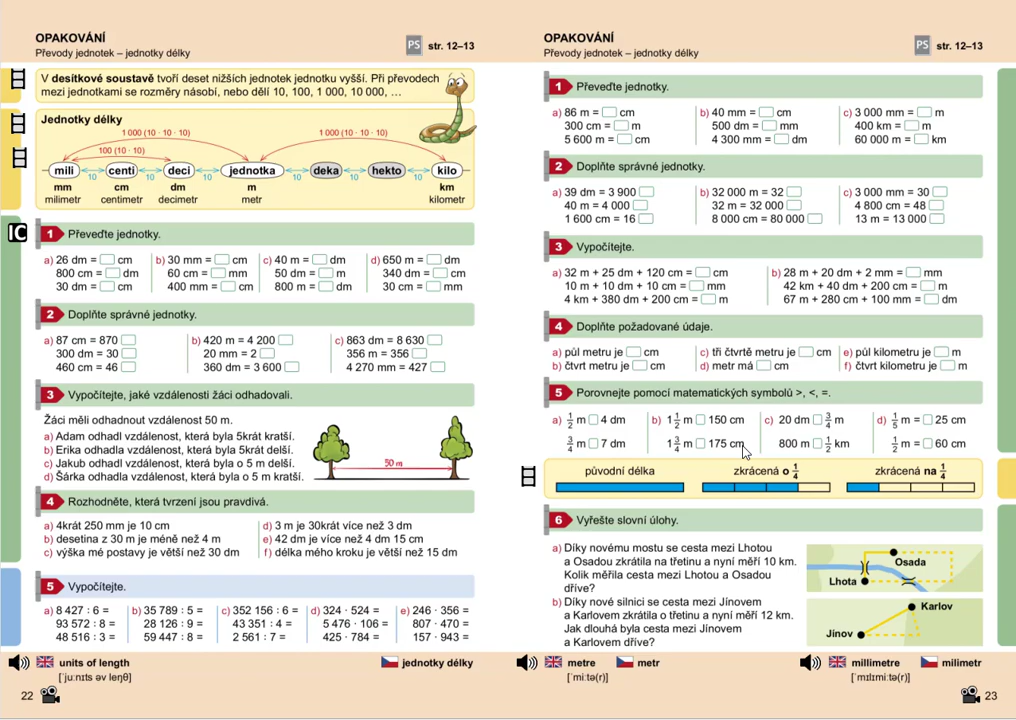 OPAKOVÁNÍ
Převody jednotek – jednotky délky
PS str. 12–13
V desítkové soustavě tvoří deset nižších jednotek jednotku vyšší. Při převodech
mezi jednotkami se rozměry násobí, nebo dělí 10, 100, 1 000, 10 000, …
Jednotky délky
1 000 (10 · 10 · 10) 1 000 (10 · 10 · 10)
100 (10 · 10)
mili centi deci jednotka deka hekto kilo
10 10 10 10 10 10
mm cm dm m km
milimetr centimetr decimetr metr kilometr
IC
1 Převeďte jednotky.
a) 26 dm = cm b) 30 mm = cm c) 40 m = dm d) 650 m = dm
800 cm = dm 60 cm = mm 50 dm = m 340 dm = cm
30 dm = cm 400 mm = cm 800 m = dm 30 cm = mm
2 Doplňte správné jednotky.
a) 87 cm = 870 b) 420 m = 4 200 c) 863 dm = 8 630
300 dm = 30 20 mm = 2 356 m = 356
460 cm = 46 360 dm = 3 600 4 270 mm = 427
3 Vypočítejte, jaké vzdálenosti žáci odhadovali.
Žáci měli odhadnout vzdálenost 50 m.
a) Adam odhadl vzdálenost, která byla 5krát kratší.
b) Erika odhadla vzdálenost, která byla 5krát delší.
c) Jakub odhadl vzdálenost, která byla o 5 m delší.
d) Šárka odhadla vzdálenost, která byla o 5 m kratší.
50 m
4 Rozhodněte, která tvrzení jsou pravdivá.
a) 4krát 250 mm je 10 cm d) 3 m je 30krát více než 3 dm
b) desetina z 30 m je méně než 4 m e) 42 dm je více než 4 dm 15 cm
c) výška mé postavy je větší než 30 dm f) délka mého kroku je větší než 15 dm
5 Vypočítejte.
a) 8 427 : 6 = b) 35 789 : 5 = c) 352 156 : 6 = d) 324 · 524 = e) 246 · 356 =
93 572 : 8 = 28 126 : 9 = 43 351 : 4 = 5 476 · 106 = 807 · 470 =
48 516 : 3 = 59 447 : 8 = 2 561 : 7 = 425 · 784 = 157 · 943 =
units of length jednotky délky
[ˈjuːnɪts əv leŋθ]
22
OPAKOVÁNÍ
Převody jednotek – jednotky délky
PS str. 12–13
1 Převeďte jednotky.
a) 86 m = cm b) 40 mm = cm c) 3 000 mm = m
300 cm = m 500 dm = mm 400 km = m
5 600 m = cm 4 300 mm = dm 60 000 m = km
2 Doplňte správné jednotky.
a) 39 dm = 3 900 b) 32 000 m = 32 c) 3 000 mm = 30
40 m = 4 000 32 m = 32 000 4 800 cm = 48
1 600 cm = 16 8 000 cm = 80 000 13 m = 13 000
3 Vypočítejte.
a) 32 m + 25 dm + 120 cm = cm b) 28 m + 20 dm + 2 mm = mm
10 m + 10 dm + 10 cm = mm 42 km + 40 dm + 200 cm = m
4 km + 380 dm + 200 cm = m 67 m + 280 cm + 100 mm = dm
4 Doplňte požadované údaje.
a) půl metru je cm c) tři čtvrtě metru je cm e) půl kilometru je m
b) čtvrt metru je cm d) metr má cm f) čtvrt kilometru je m
5 Porovnejte pomocí matematických symbolů >, <, =.
a) 1/2 m 4 dm b) 1 1/2 m 150 cm c) 20 dm 3/4 m d) 1/5 m = 25 cm
3/4 m 7 dm 1 3/4 m 175 cm 800 m 1/2 km 1/2 m = 60 cm
původní délka zkrácená o 1/4 zkrácená na 1/4
6 Vyřešte slovní úlohy.
a) Díky novému mostu se cesta mezi Lhotou
a Osadou zkrátila na třetinu a nyní měří 10 km.
Kolik měřila cesta mezi Lhotou a Osadou
dříve?
b) Díky nové silnici se cesta mezi Jínovem
a Karlovem zkrátila o třetinu a nyní měří 12 km.
Jak dlouhá byla cesta mezi Jínovem
a Karlovem dříve?
Osada
Lhota
Karlov
Jínov
metre metr millimetre milimetr
[ˈmiːtə(r)] [ˈmɪlɪmiːtə(r)]
23